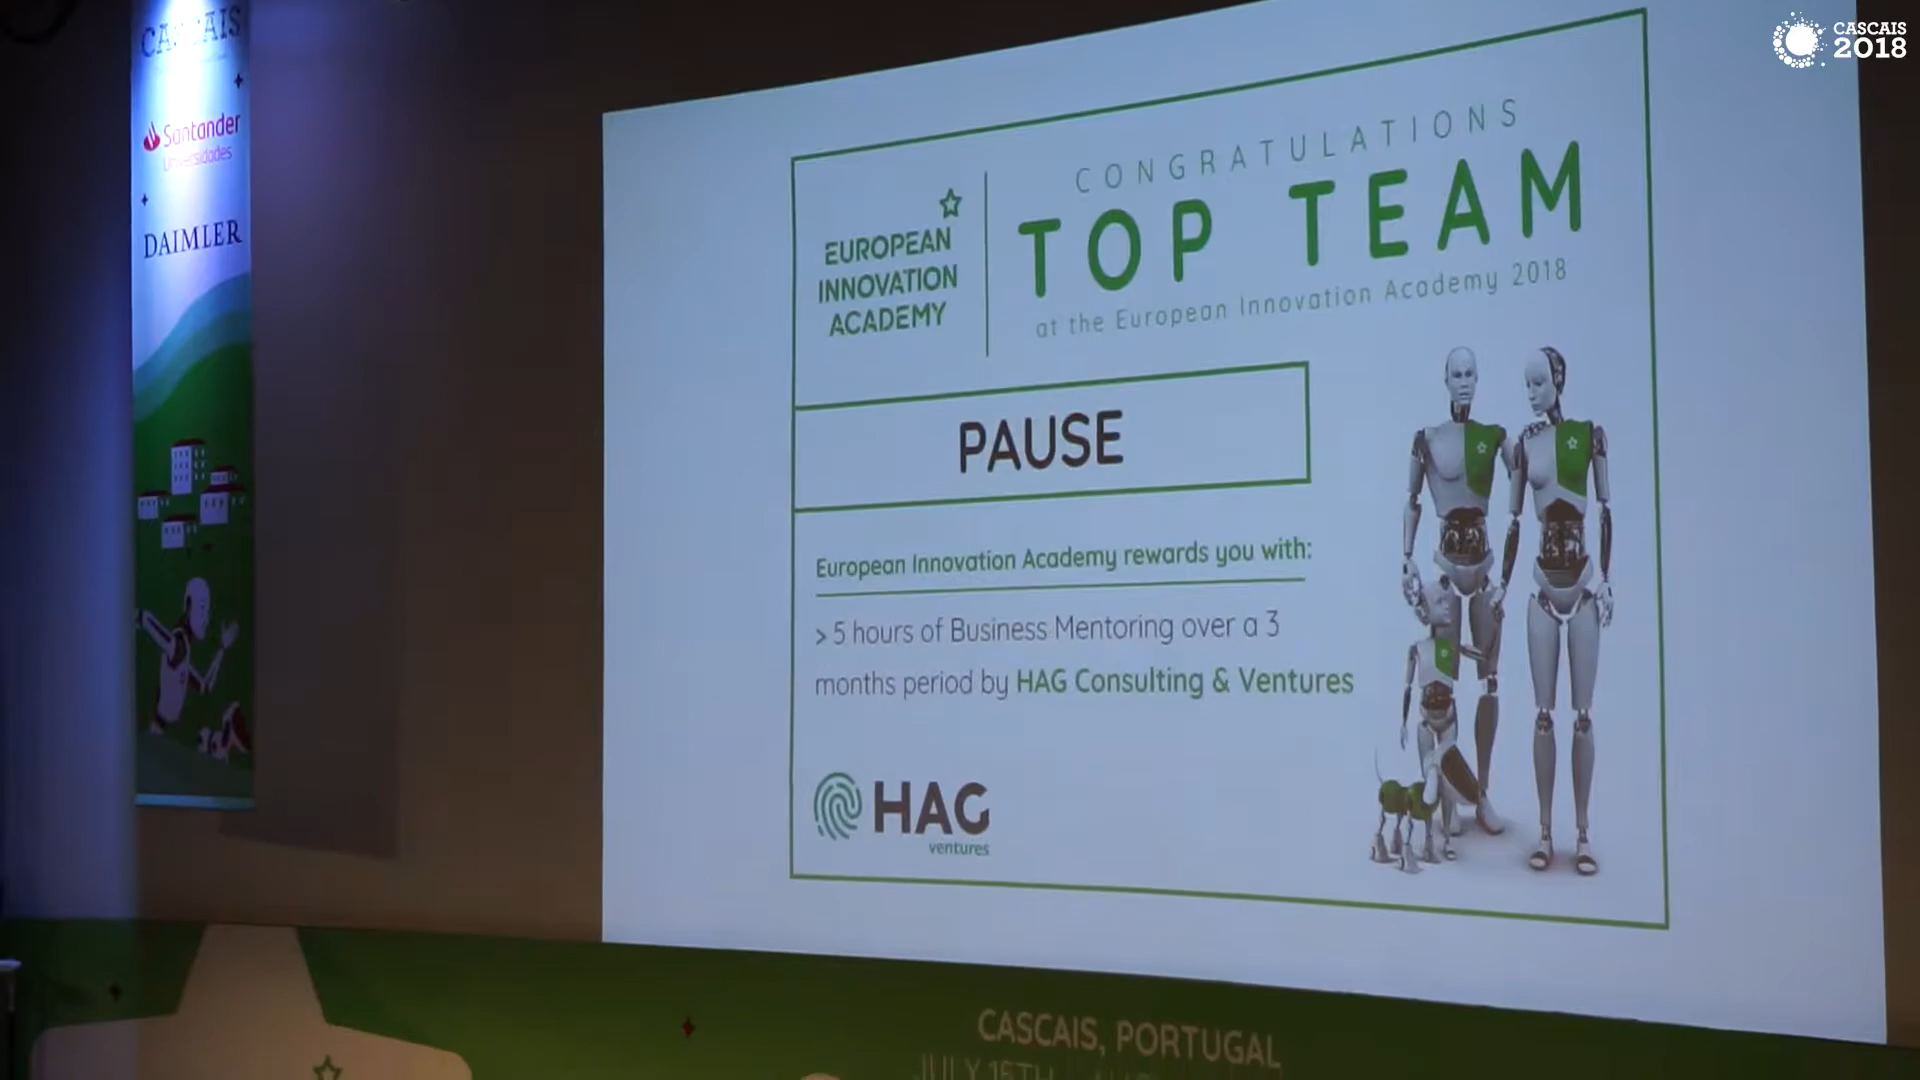 CASCAIS
2018
CASCAIS
Santander
Universidades
DAIMLER
EUROPEAN
INNOVATION
ACADEMY
CONGRATULATIONS
TOP TEAM
at the European Innovation Academy 2018
PAUSE
European Innovation Academy rewards you with:
> 5 hours of Business Mentoring over a 3
months period by HAG Consulting & Ventures
HAG
ventures
CASCAIS, PORTUGAL
JULY 15TH